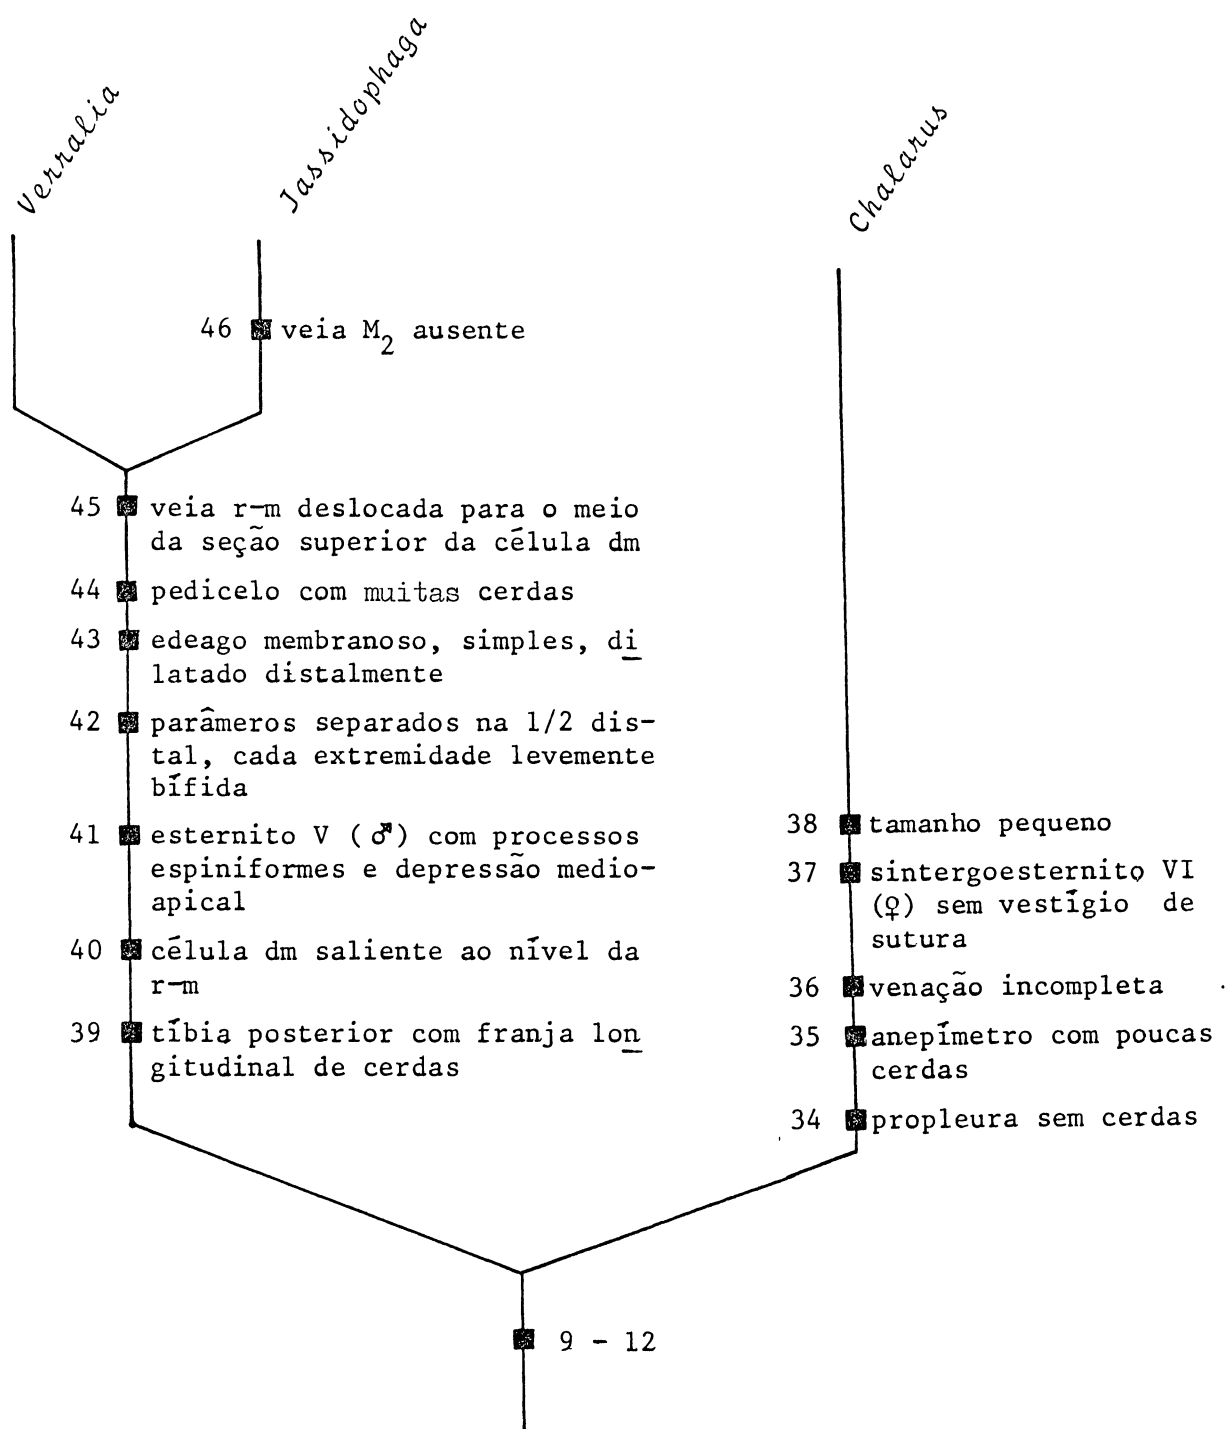 Verralia
Jassidophaga
Chalarus
46 veia M2 ausente
45 veia r-m deslocada para o meio
da seção superior da célula dm
44 pedicelo com muitas cerdas
43 edeago membranoso, simples, di
latado distalmente
42 parâmeros separados na 1/2 dis-
tal, cada extremidade levemente
bífida
41 esternito V (♂) com processos
espiniformes e depressão medio-
apical
40 célula dm saliente ao nível da
r-m
39 tíbia posterior com franja lon
gitudinal de cerdas
38 tamanho pequeno
37 sintergoesternito VI
(♀) sem vestígio de
sutura
36 venação incompleta
35 anepímetro com poucas
cerdas
34 propleura sem cerdas
9 - 12